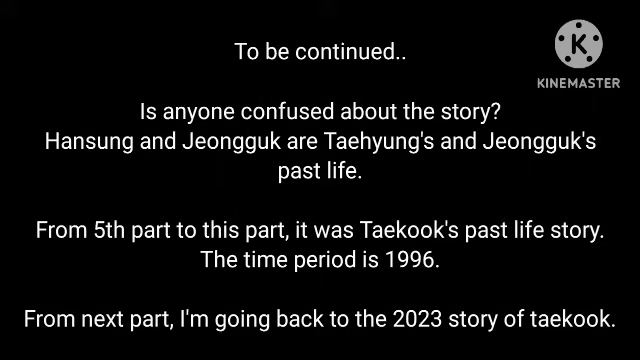 To be continued..
KINEMASTER
Is anyone confused about the story?
Hansung and Jeongguk are Taehyung's and Jeongguk's
past life.
From 5th part to this part, it was Taekook's past life story.
The time period is 1996.
From next part, I'm going back to the 2023 story of taekook.